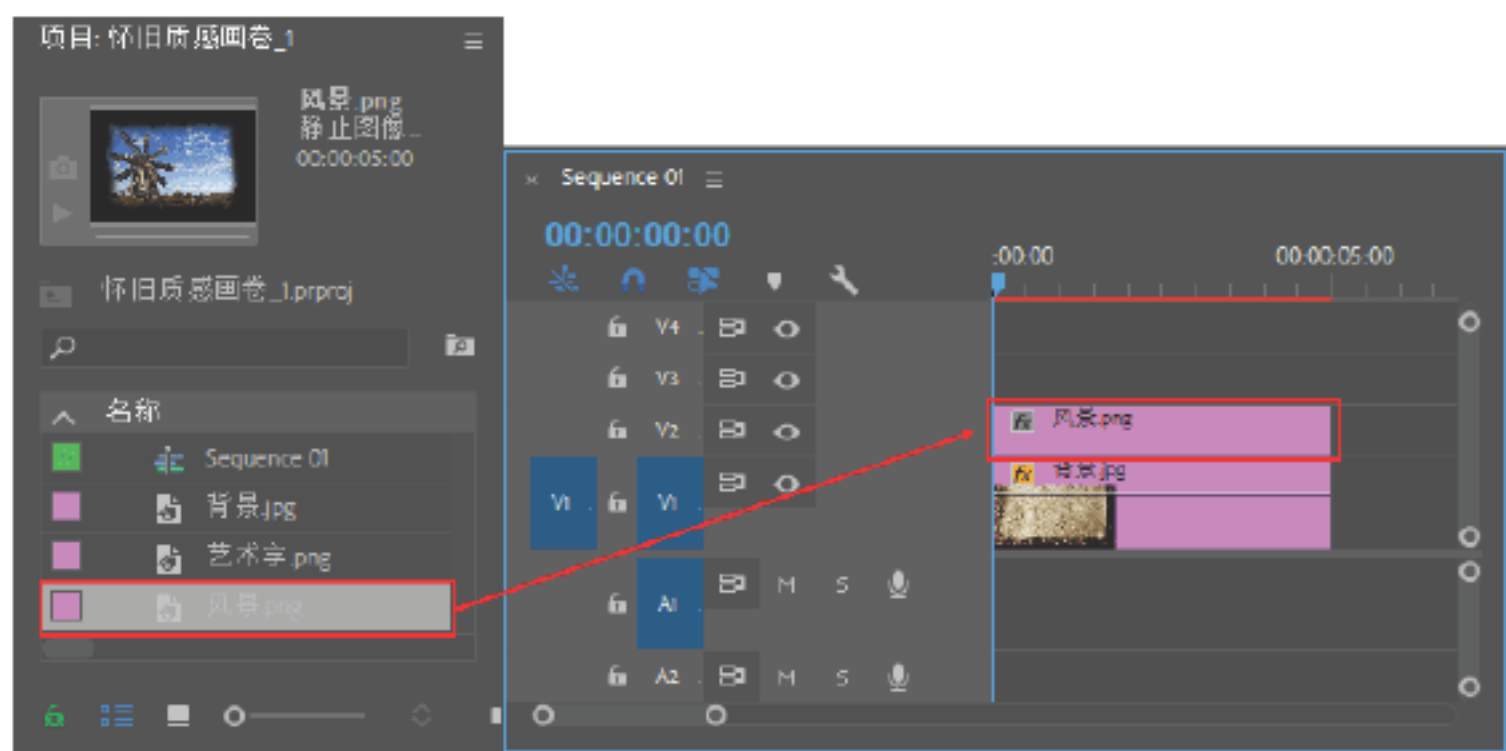 项目: 怀旧质感画卷_1
风景.png
静止图像...
00:00:05:00
怀旧质感画卷_1.prproj
名称
Sequence 01
背景.jpg
艺术字.png
风景.png
× Sequence 01
00:00:00:00
:00:00 00:00:05:00
V4
V3
V2 fx 风景.png
V1 V1 fx 背景.jpg
A1 M S
A2 M S